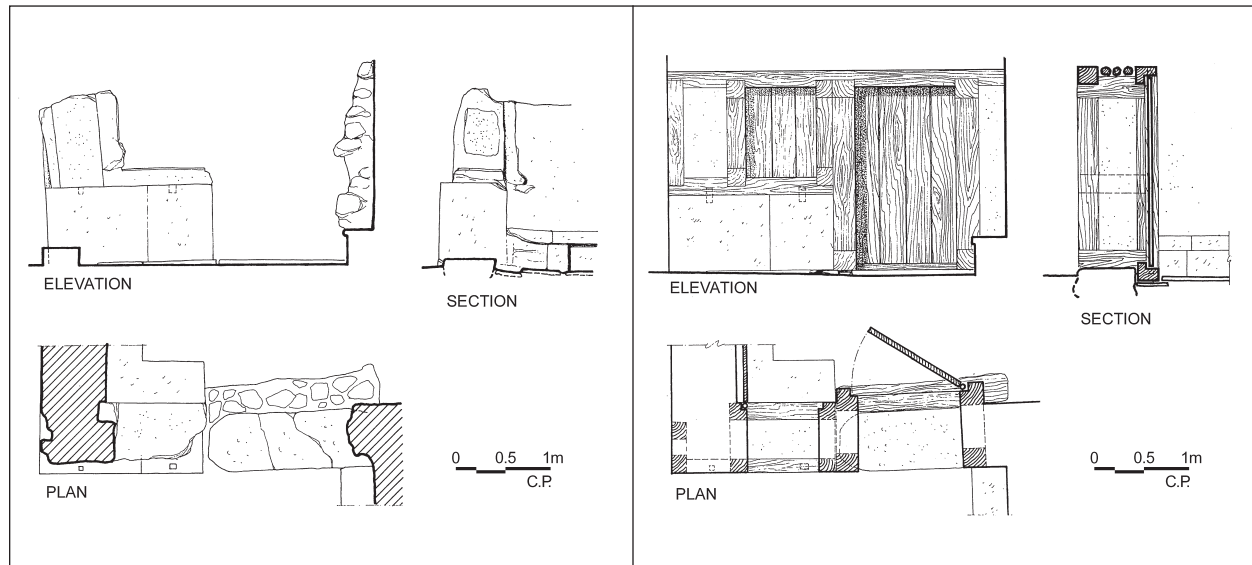 ELEVATION
SECTION
PLAN
0 0.5 1m
C.P.
ELEVATION
SECTION
PLAN
0 0.5 1m
C.P.